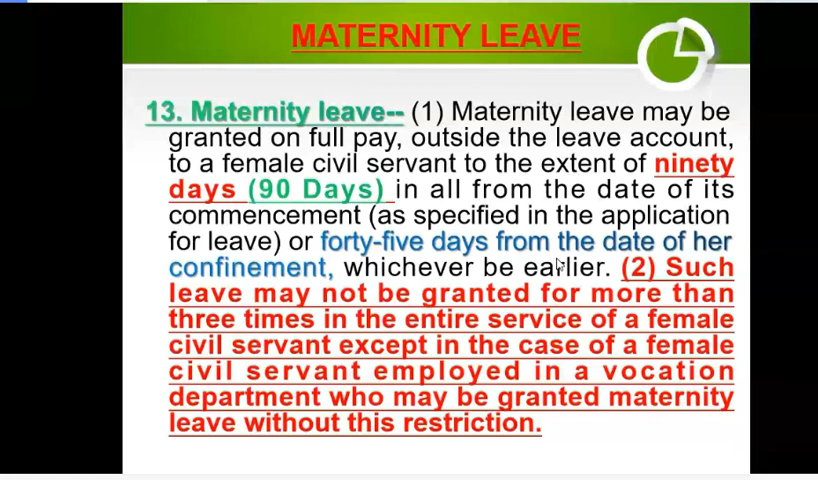 MATERNITY LEAVE
13. Maternity leave-- (1) Maternity leave may be
granted on full pay, outside the leave account,
to a female civil servant to the extent of ninety
days (90 Days) in all from the date of its
commencement (as specified in the application
for leave) or forty-five days from the date of her
confinement, whichever be earlier. (2) Such
leave may not be granted for more than
three times in the entire service of a female
civil servant except in the case of a female
civil servant employed in a vocation
department who may be granted maternity
leave without this restriction.